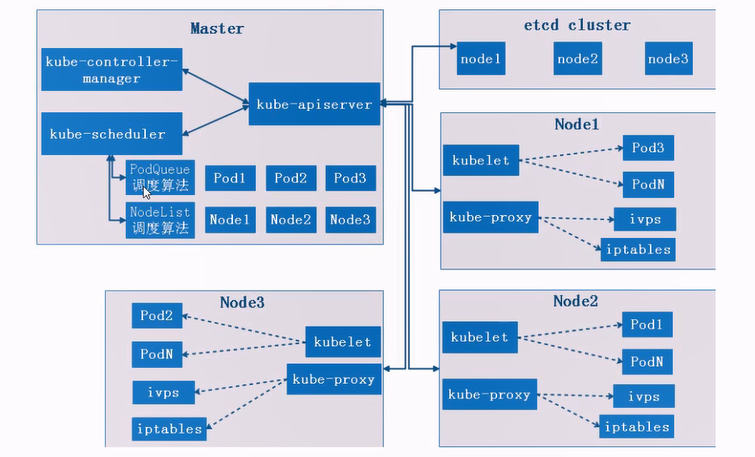 Master
kube-controller-
manager
kube-apiserver
kube-scheduler
PodQueue
调度算法
Pod1
Pod2
Pod3
NodeList
调度算法
Node1
Node2
Node3
etcd cluster
node1
node2
node3
Node1
kubelet
Pod3
PodN
kube-proxy
ivps
iptables
Node3
Pod2
kubelet
PodN
kube-proxy
ivps
iptables
Node2
kubelet
Pod1
PodN
kube-proxy
ivps
iptables